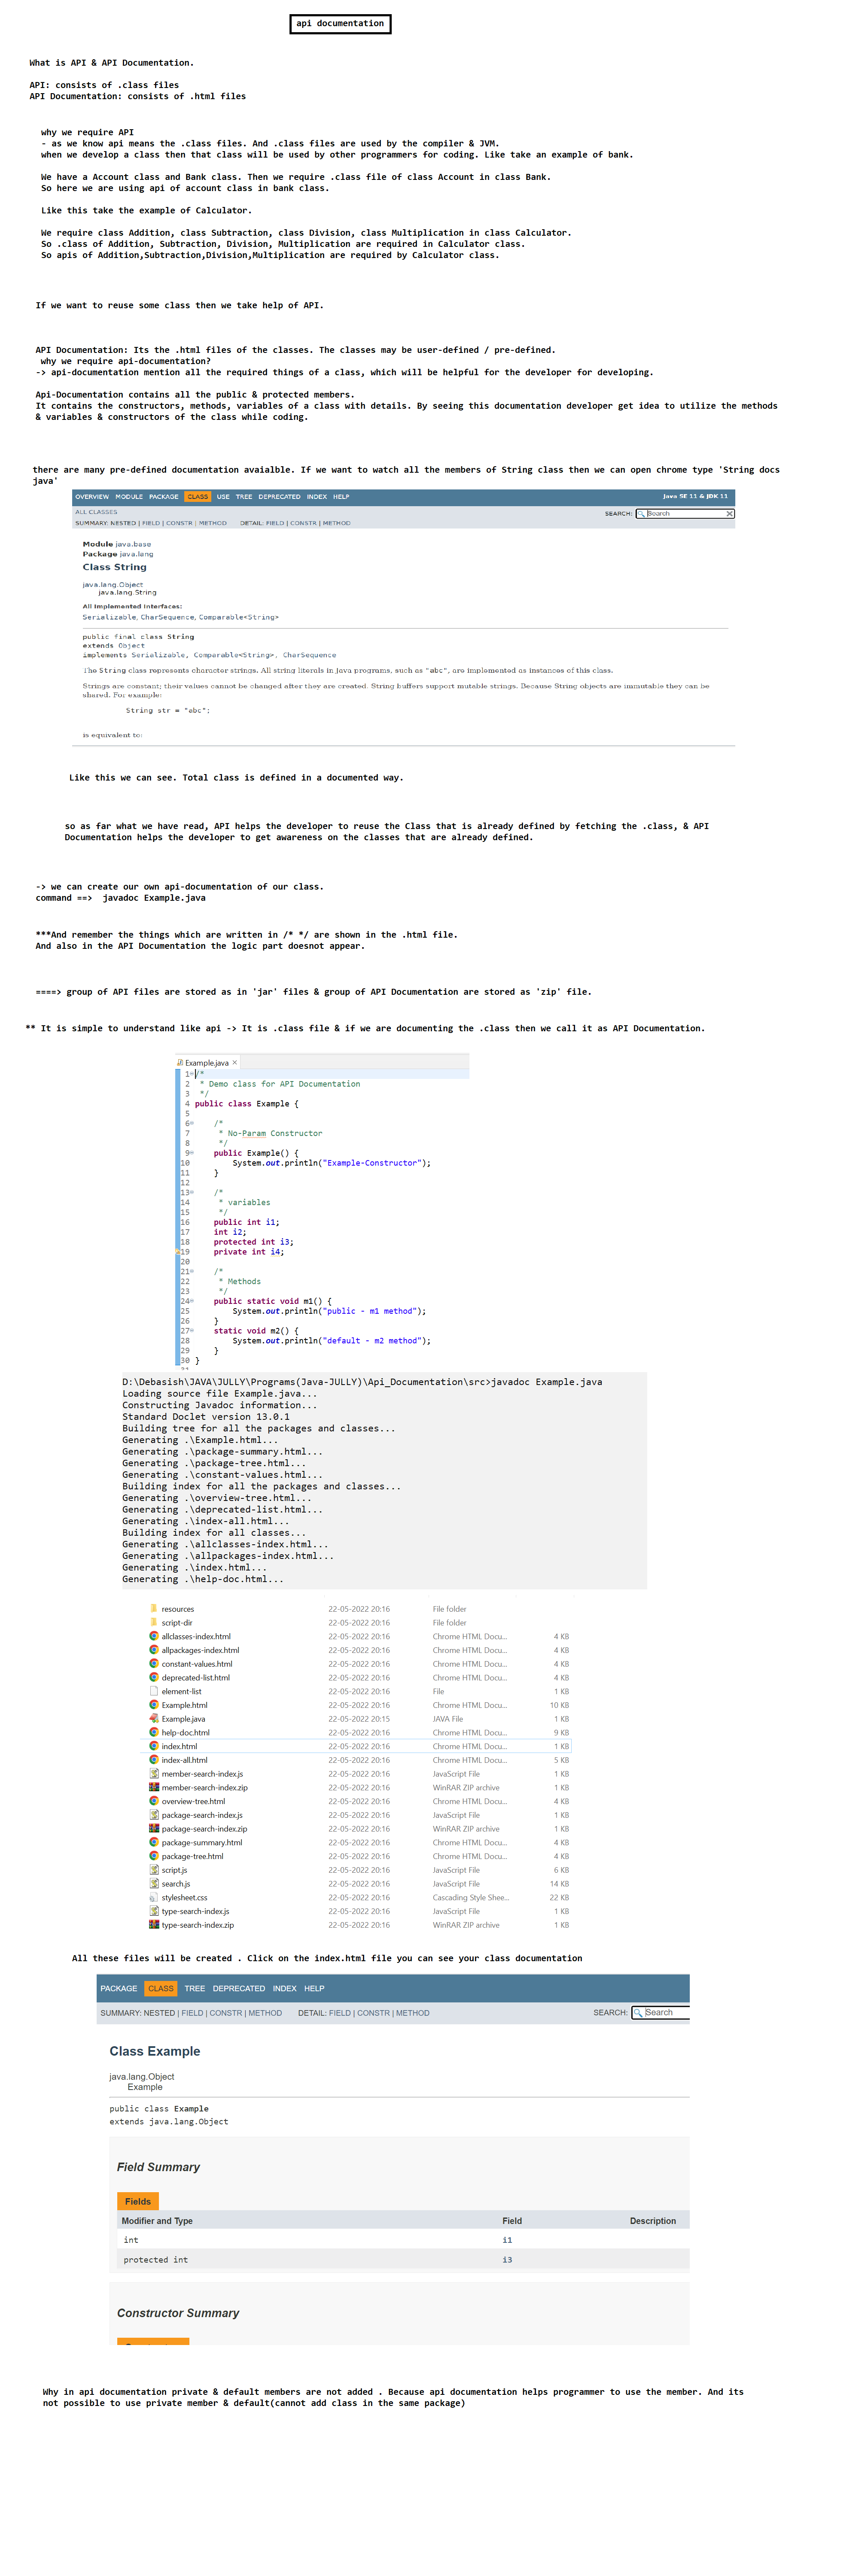 api documentation
What is API & API Documentation.
API: consists of .class files
API Documentation: consists of .html files
why we require API
- as we know api means the .class files. And .class files are used by the compiler & JVM.
when we develop a class then that class will be used by other programmers for coding. Like take an example of bank.
We have a Account class and Bank class. Then we require .class file of class Account in class Bank.
So here we are using api of account class in bank class.
Like this take the example of Calculator.
We require class Addition, class Subtraction, class Division, class Multiplication in class Calculator.
So .class of Addition, Subtraction, Division, Multiplication are required in Calculator class.
So apis of Addition,Subtraction,Division,Multiplication are required by Calculator class.
If we want to reuse some class then we take help of API.
API Documentation: Its the .html files of the classes. The classes may be user-defined / pre-defined.
why we require api-documentation?
-> api-documentation mention all the required things of a class, which will be helpful for the developer for developing.
Api-Documentation contains all the public & protected members.
It contains the constructors, methods, variables of a class with details. By seeing this documentation developer get idea to utilize the methods
& variables & constructors of the class while coding.
there are many pre-defined documentation avaialble. If we want to watch all the members of String class then we can open chrome type 'String docs
java'
OVERVIEW MODULE PACKAGE CLASS USE TREE DEPRECATED INDEX HELP Java SE 11 & JDK 11
ALL CLASSES SEARCH: Search
SUMMARY: NESTED | FIELD | CONSTR | METHOD DETAIL: FIELD | CONSTR | METHOD
Module java.base
Package java.lang
Class String
java.lang.Object
java.lang.String
All Implemented Interfaces:
Serializable, CharSequence, Comparable<String>
public final class String
extends Object
implements Serializable, Comparable<String>, CharSequence
The String class represents character strings. All string literals in Java programs, such as "abc", are implemented as instances of this class.
Strings are constant; their values cannot be changed after they are created. String buffers support mutable strings. Because String objects are immutable they can be
shared. For example:
String str = "abc";
is equivalent to:
Like this we can see. Total class is defined in a documented way.
so as far what we have read, API helps the developer to reuse the Class that is already defined by fetching the .class, & API
Documentation helps the developer to get awareness on the classes that are already defined.
-> we can create our own api-documentation of our class.
command ==> javadoc Example.java
***And remember the things which are written in /* */ are shown in the .html file.
And also in the API Documentation the logic part doesnot appear.
====> group of API files are stored as in 'jar' files & group of API Documentation are stored as 'zip' file.
** It is simple to understand like api -> It is .class file & if we are documenting the .class then we call it as API Documentation.
Example.java
1 /*
2 * Demo class for API Documentation
3 */
4 public class Example {
5
6 /*
7 * No-Param Constructor
8 */
9 public Example() {
10 System.out.println("Example-Constructor");
11 }
12
13 /*
14 * variables
15 */
16 public int i1;
17 int i2;
18 protected int i3;
19 private int i4;
20
21 /*
22 * Methods
23 */
24 public static void m1() {
25 System.out.println("public - m1 method");
26 }
27 static void m2() {
28 System.out.println("default - m2 method");
29 }
30 }
D:\Debasish\JAVA\JULLY\Programs(Java-JULLY)\Api_Documentation\src>javadoc Example.java
Loading source file Example.java...
Constructing Javadoc information...
Standard Doclet version 13.0.1
Building tree for all the packages and classes...
Generating .\Example.html...
Generating .\package-summary.html...
Generating .\package-tree.html...
Generating .\constant-values.html...
Building index for all the packages and classes...
Generating .\overview-tree.html...
Generating .\deprecated-list.html...
Generating .\index-all.html...
Building index for all classes...
Generating .\allclasses-index.html...
Generating .\allpackages-index.html...
Generating .\index.html...
Generating .\help-doc.html...
resources 22-05-2022 20:16 File folder
script-dir 22-05-2022 20:16 File folder
allclasses-index.html 22-05-2022 20:16 Chrome HTML Docu... 4 KB
allpackages-index.html 22-05-2022 20:16 Chrome HTML Docu... 4 KB
constant-values.html 22-05-2022 20:16 Chrome HTML Docu... 4 KB
deprecated-list.html 22-05-2022 20:16 Chrome HTML Docu... 4 KB
element-list 22-05-2022 20:16 File 1 KB
Example.html 22-05-2022 20:16 Chrome HTML Docu... 10 KB
Example.java 22-05-2022 20:15 JAVA File 1 KB
help-doc.html 22-05-2022 20:16 Chrome HTML Docu... 9 KB
index.html 22-05-2022 20:16 Chrome HTML Docu... 1 KB
index-all.html 22-05-2022 20:16 Chrome HTML Docu... 5 KB
member-search-index.js 22-05-2022 20:16 JavaScript File 1 KB
member-search-index.zip 22-05-2022 20:16 WinRAR ZIP archive 1 KB
overview-tree.html 22-05-2022 20:16 Chrome HTML Docu... 4 KB
package-search-index.js 22-05-2022 20:16 JavaScript File 1 KB
package-search-index.zip 22-05-2022 20:16 WinRAR ZIP archive 1 KB
package-summary.html 22-05-2022 20:16 Chrome HTML Docu... 4 KB
package-tree.html 22-05-2022 20:16 Chrome HTML Docu... 4 KB
script.js 22-05-2022 20:16 JavaScript File 6 KB
search.js 22-05-2022 20:16 JavaScript File 14 KB
stylesheet.css 22-05-2022 20:16 Cascading Style Shee... 22 KB
type-search-index.js 22-05-2022 20:16 JavaScript File 1 KB
type-search-index.zip 22-05-2022 20:16 WinRAR ZIP archive 1 KB
All these files will be created . Click on the index.html file you can see your class documentation
PACKAGE CLASS TREE DEPRECATED INDEX HELP
SUMMARY: NESTED | FIELD | CONSTR | METHOD DETAIL: FIELD | CONSTR | METHOD SEARCH: Search
Class Example
java.lang.Object
Example
public class Example
extends java.lang.Object
Field Summary
Fields
Modifier and Type Field Description
int i1
protected int i3
Constructor Summary
Why in api documentation private & default members are not added . Because api documentation helps programmer to use the member. And its
not possible to use private member & default(cannot add class in the same package)